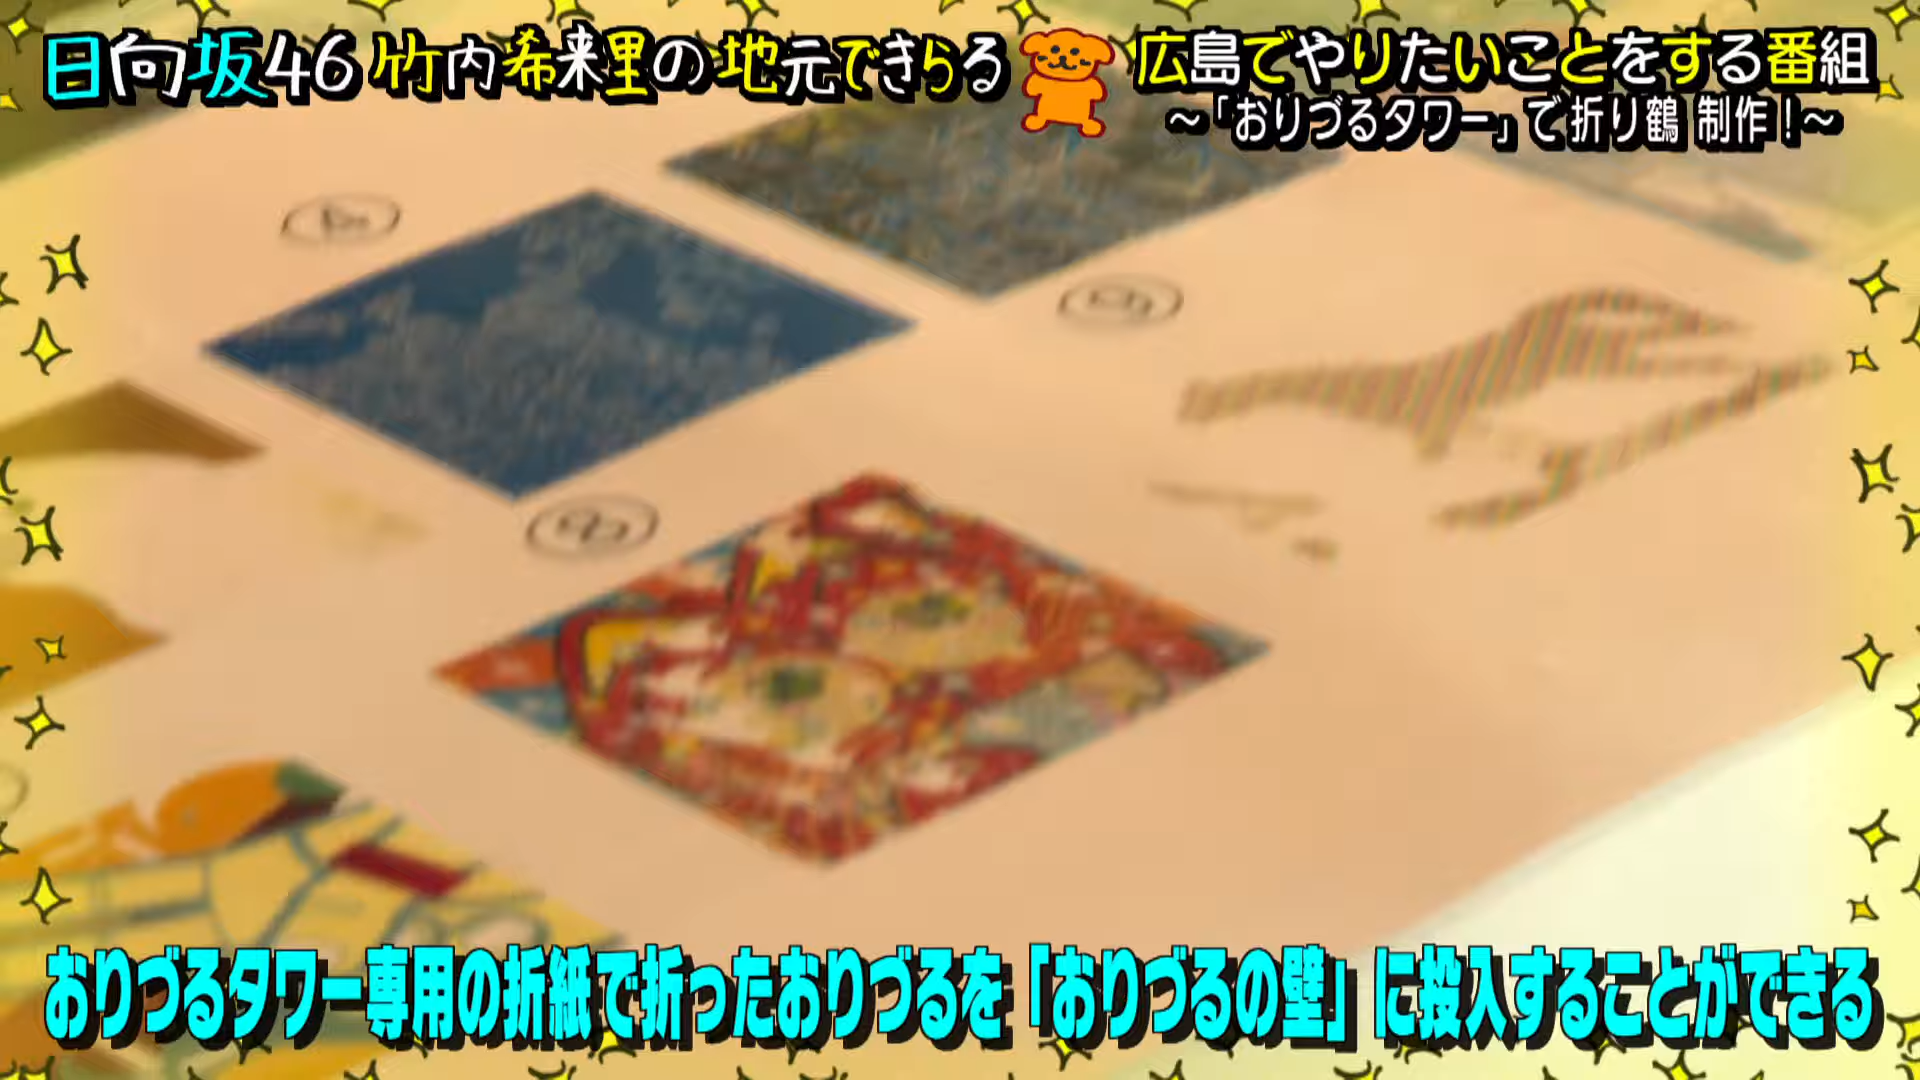 日向坂46 竹内希来里の地元できらる
広島でやりたいことをする番組
～「おりづるタワー」で折り鶴 制作！～
おりづるタワー専用の折紙で折ったおりづるを「おりづるの壁」に投入することができる